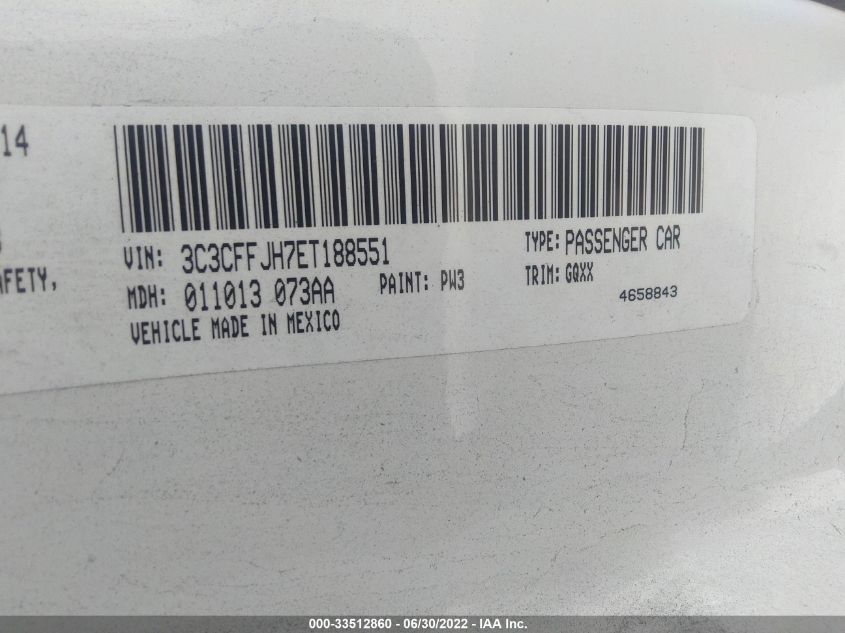 14
AFETY,
VIN: 3C3CFFJH7ET188551
TYPE: PASSENGER CAR
MDH: 011013 073AA
PAINT: PW3
TRIM: GQXX
VEHICLE MADE IN MEXICO
4658843
000-33512860 - 06/30/2022 - IAA Inc.